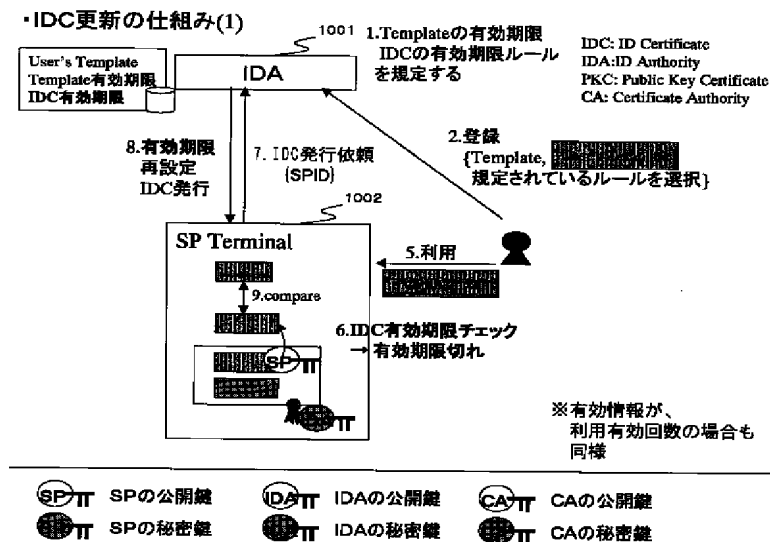 ・IDC更新の仕組み(1)
1001
1.Templateの有効期限
IDCの有効期限ルール
を規定する
IDC: ID Certificate
IDA:ID Authority
PKC: Public Key Certificate
CA: Certificate Authority
User's Template
Template有効期限
IDC有効期限
IDA
8.有効期限
再設定
IDC発行
7. IDC発行依頼
(SPID)
2.登録
{Template,
規定されているルールを選択}
1002
SP Terminal
5.利用
9.compare
6.IDC有効期限チェック
→ 有効期限切れ
SP
※有効情報が、
利用有効回数の場合も
同様
SP SPの公開鍵
IDA IDAの公開鍵
CA CAの公開鍵
SPの秘密鍵
IDAの秘密鍵
CAの秘密鍵